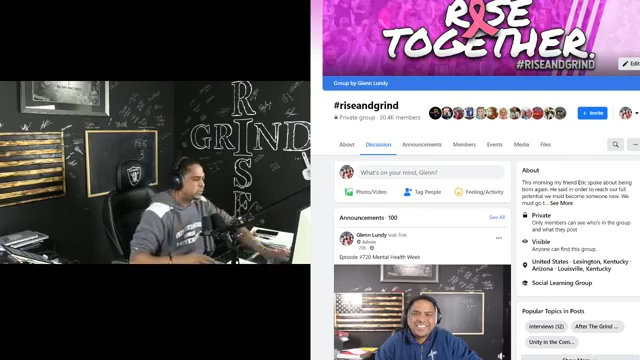 RISE
GRIND
RISE
TOGETHER.
#RISEANDGRIND
Edit
Group by Glenn Lundy
#riseandgrind
Private group · 30.4K members
+ Invite
About
Discussion
Announcements
Members
Events
Media
Files
What's on your mind, Glenn?
Photo/Video
Tag People
Feeling/Activity
Announcements · 100
See All
Glenn Lundy was live.
Admin
20h
Episode #720 Mental Health Week
About
This morning my friend Eric spoke about being
born again. He said in order to reach our full
potential we must become someone new. We
must go t... See More
Private
Only members can see who's in the group
and what they post
Visible
Anyone can find this group.
United States · Lexington, Kentucky ·
Arizona · Louisville, Kentucky
Social Learning Group
Popular Topics in Posts
interviews (12)
After The Grind ...
Unity in the Com...